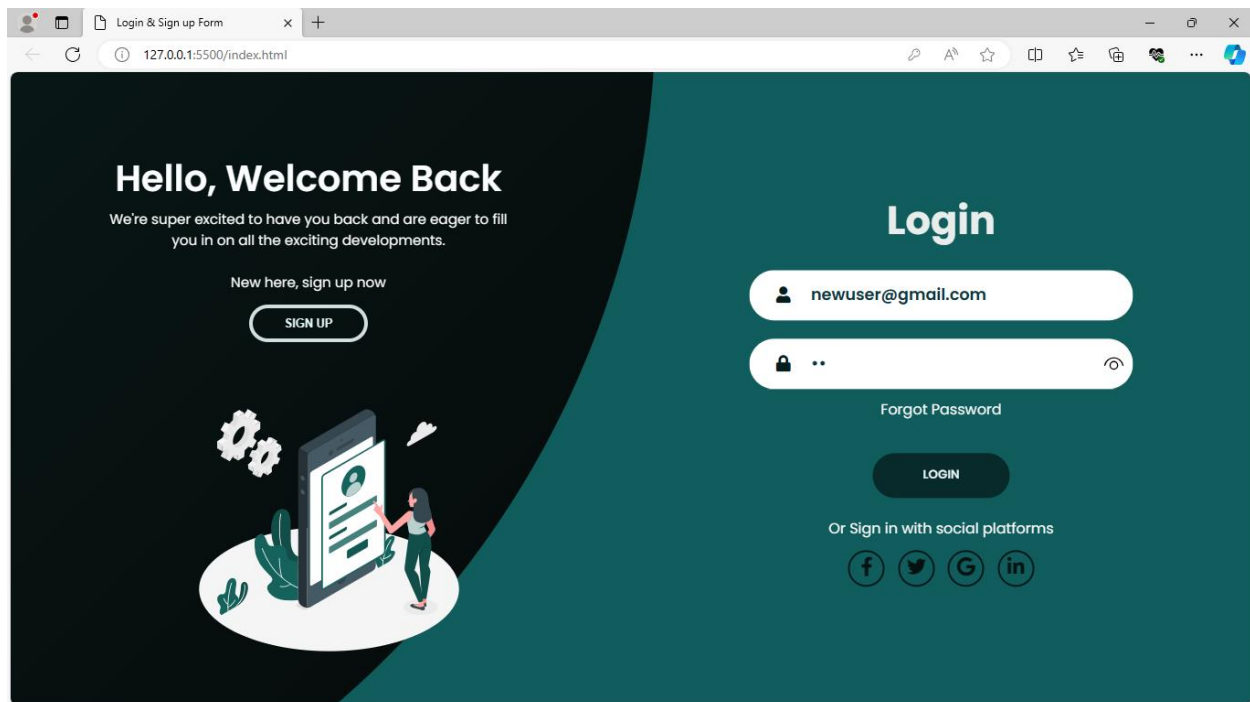 Login & Sign up Form
127.0.0.1:5500/index.html
Hello, Welcome Back
We're super excited to have you back and are eager to fill
you in on all the exciting developments.
New here, sign up now
SIGN UP
Login
newuser@gmail.com
••
Forgot Password
LOGIN
Or Sign in with social platforms